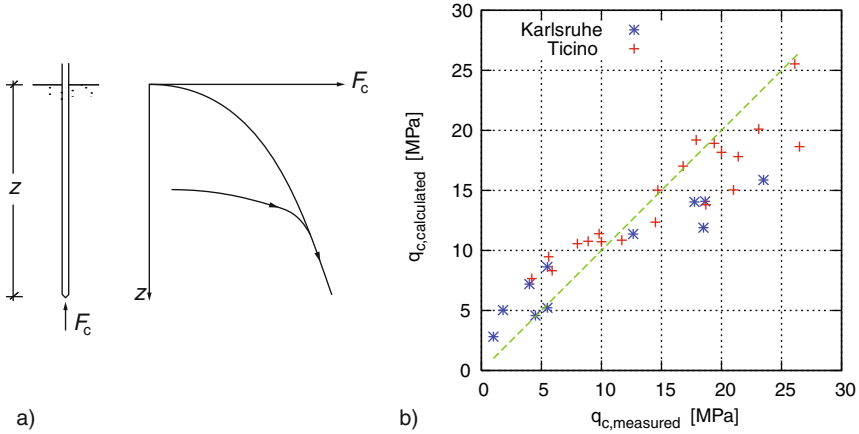 F_c
z
z
F_c
a)
30
25
20
15
10
5
0
q_c,calculated [MPa]
Karlsruhe
Ticino
0 5 10 15 20 25 30
q_c,measured [MPa]
b)